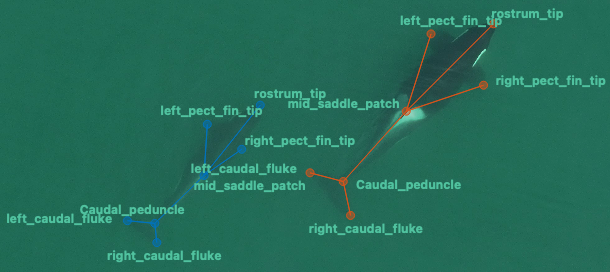 left_pect_fin_tip
rostrum_tip
right_pect_fin_tip
mid_saddle_patch
left_caudal_fluke
Caudal_peduncle
right_caudal_fluke
rostrum_tip
left_pect_fin_tip
right_pect_fin_tip
mid_saddle_patch
Caudal_peduncle
left_caudal_fluke
right_caudal_fluke